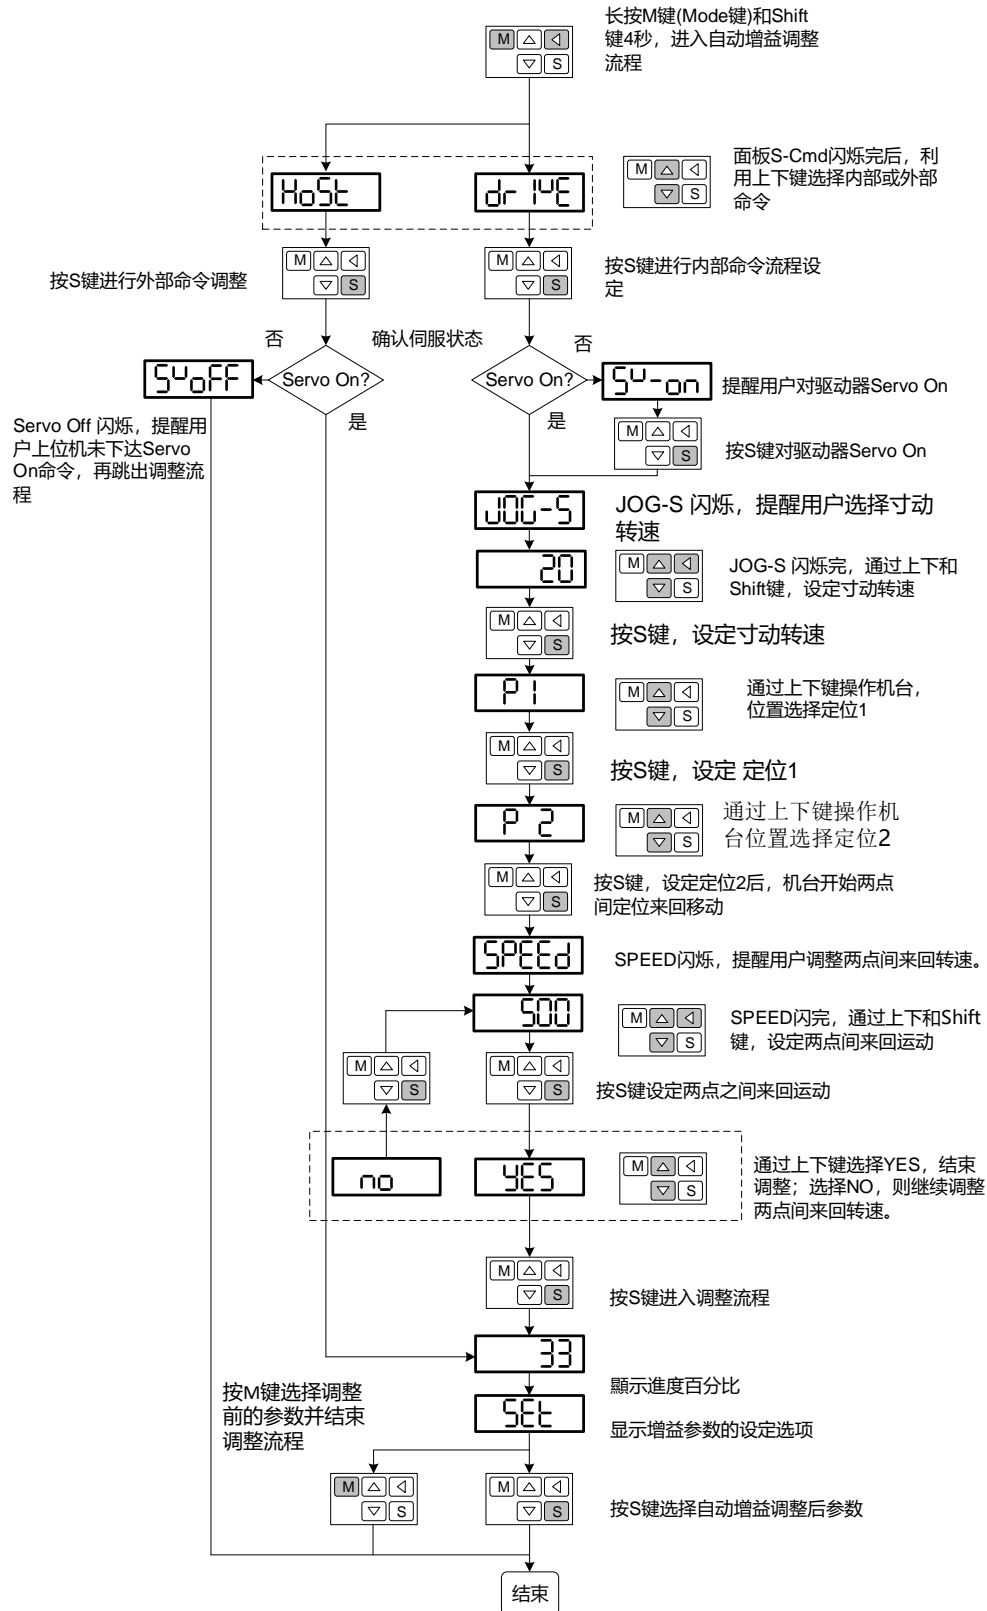 长按M键(Mode键)和Shift
键4秒，进入自动增益调整
流程
M
S
面板S-Cmd闪烁完后，利
用上下键选择内部或外部
命令
M
S
HoSt
drIvE
按S键进行外部命令调整
M
S
M
S
按S键进行内部命令流程设
定
否
确认伺服状态
否
SvoFF
Servo On?
Servo On?
Sv-on
提醒用户对驱动器Servo On
Servo Off 闪烁，提醒用
户上位机未下达Servo
On命令，再跳出调整流
程
是
是
M
S
按S键对驱动器Servo On
JOG-S
JOG-S 闪烁，提醒用户选择寸动
转速
20
M
S
JOG-S 闪烁完，通过上下和
Shift键，设定寸动转速
M
S
按S键，设定寸动转速
P1
M
S
通过上下键操作机台，
位置选择定位1
M
S
按S键，设定 定位1
P 2
M
S
通过上下键操作机
台位置选择定位2
M
S
按S键，设定定位2后，机台开始两点
间定位来回移动
SPEEd
SPEED闪烁，提醒用户调整两点间来回转速。
500
M
S
SPEED闪完，通过上下和Shift
键，设定两点间来回运动
M
S
M
S
按S键设定两点之间来回运动
no
YES
M
S
通过上下键选择YES，结束
调整；选择NO，则继续调整
两点间来回转速。
M
S
按S键进入调整流程
33
顯示進度百分比
按M键选择调整
前的参数并结束
调整流程
SEt
显示增益参数的设定选项
M
S
M
S
按S键选择自动增益调整后参数
结束